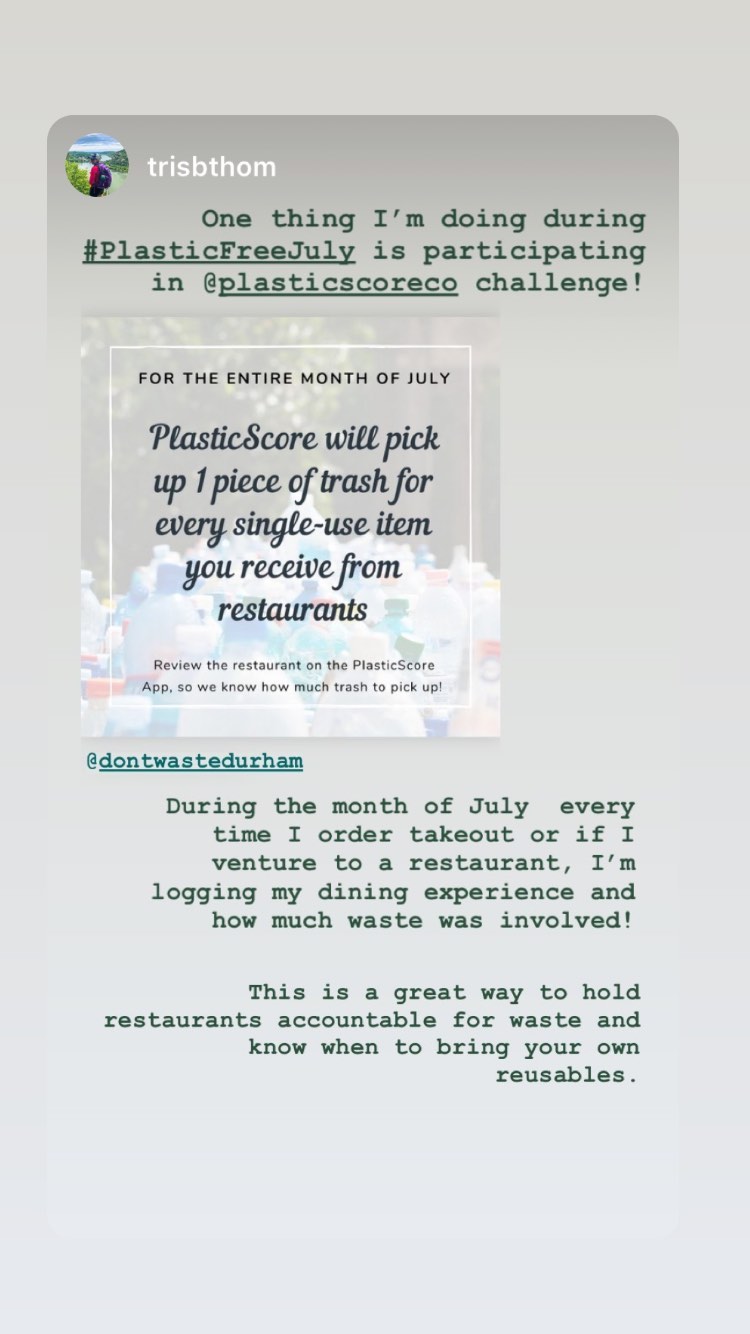 trisbthom
One thing I’m doing during
#PlasticFreeJuly is participating
in @plasticscoreco challenge!
FOR THE ENTIRE MONTH OF JULY
PlasticScore will pick
up 1 piece of trash for
every single-use item
you receive from
restaurants
Review the restaurant on the PlasticScore
App, so we know how much trash to pick up!
@dontwastedurham
During the month of July  every
time I order takeout or if I
venture to a restaurant, I’m
logging my dining experience and
how much waste was involved!
This is a great way to hold
restaurants accountable for waste and
know when to bring your own
reusables.